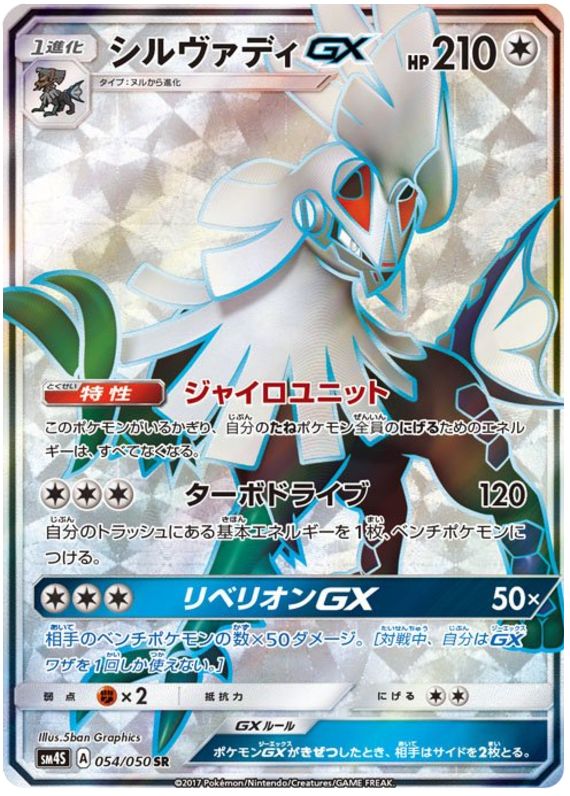 1進化 シルヴァディGX HP210
タイプ：ヌルから進化
とくせい
特性 ジャイロユニット
このポケモンがいるかぎり、自分のたねポケモン全員のにげるためのエネル
ギーは、すべてなくなる。
ターボドライブ 120
自分のトラッシュにある基本エネルギーを1枚、ベンチポケモンに
つける。
リベリオンGX 50×
相手のベンチポケモンの数×50ダメージ。[対戦中、自分はGX
ワザを1回しか使えない。]
弱点 ×2 抵抗力 にげる
GXルール
ポケモンGXがきぜつしたとき、相手はサイドを2枚とる。
Illus.5ban Graphics
SM4S A 054/050 SR
©2017 Pokémon/Nintendo/Creatures/GAME FREAK.